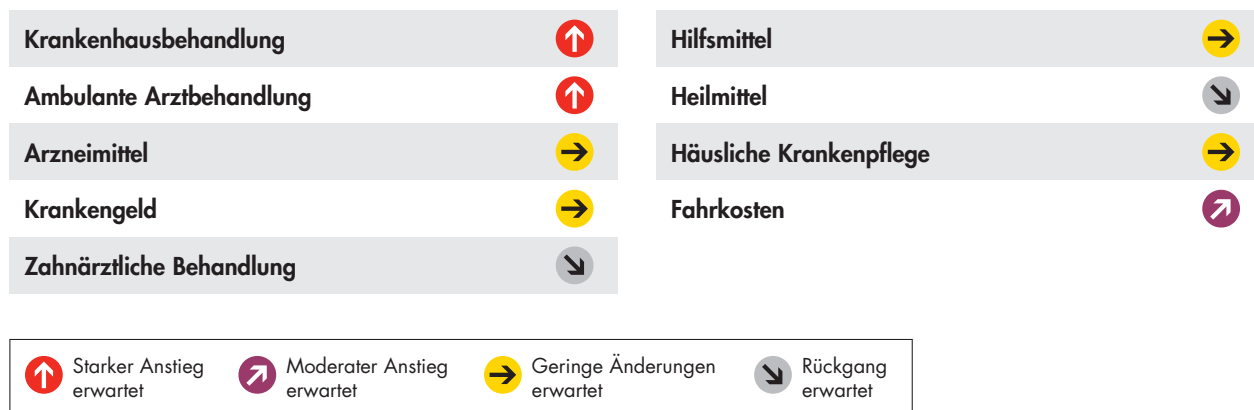 Krankenhausbehandlung
Ambulante Arztbehandlung
Arzneimittel
Krankengeld
Zahnärztliche Behandlung
Hilfsmittel
Heilmittel
Häusliche Krankenpflege
Fahrkosten
Starker Anstieg
erwartet
Moderater Anstieg
erwartet
Geringe Änderungen
erwartet
Rückgang
erwartet